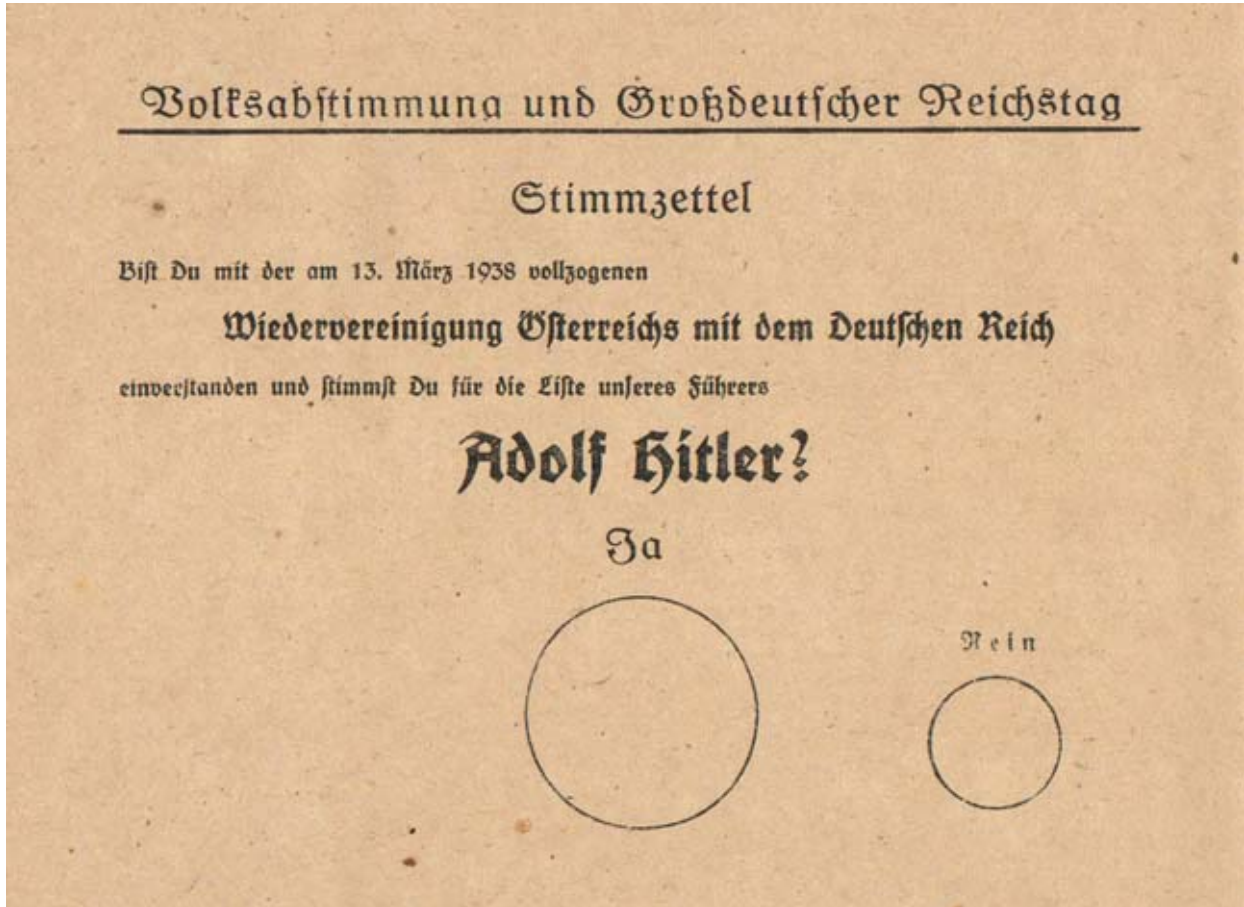 Volksabstimmung und Großdeutscher Reichstag
Stimmzettel
Bist Du mit der am 13. März 1938 vollzogenen
Wiedervereinigung Österreichs mit dem Deutschen Reich
einverstanden und stimmst Du für die Liste unseres Führers
Adolf Hitler?
Ja
Nein